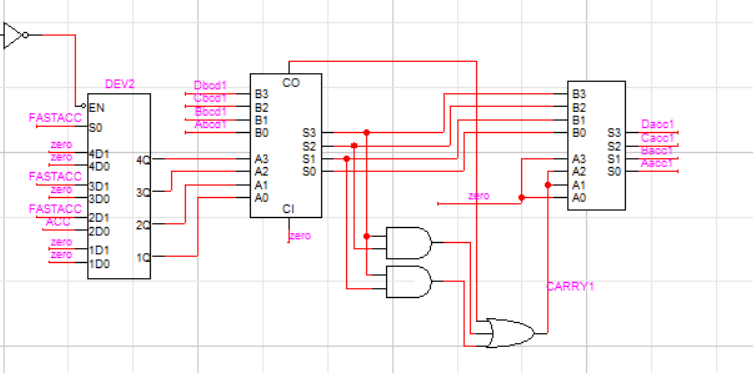 DEV2
EN
S0
4D1
4D0
3D1
3D0
2D1
2D0
1D1
1D0
4Q
3Q
2Q
1Q
FASTACC
zero
zero
FASTACC
zero
FASTACC
ACC
zero
zero
Dbcd1
Cbcd1
Bbcd1
Abcd1
CO
B3
B2
B1
B0
A3
A2
A1
A0
S3
S2
S1
S0
CI
zero
zero
B3
B2
B1
B0
A3
A2
A1
A0
S3
S2
S1
S0
Dacc1
Cacc1
Bacc1
Aacc1
CARRY1